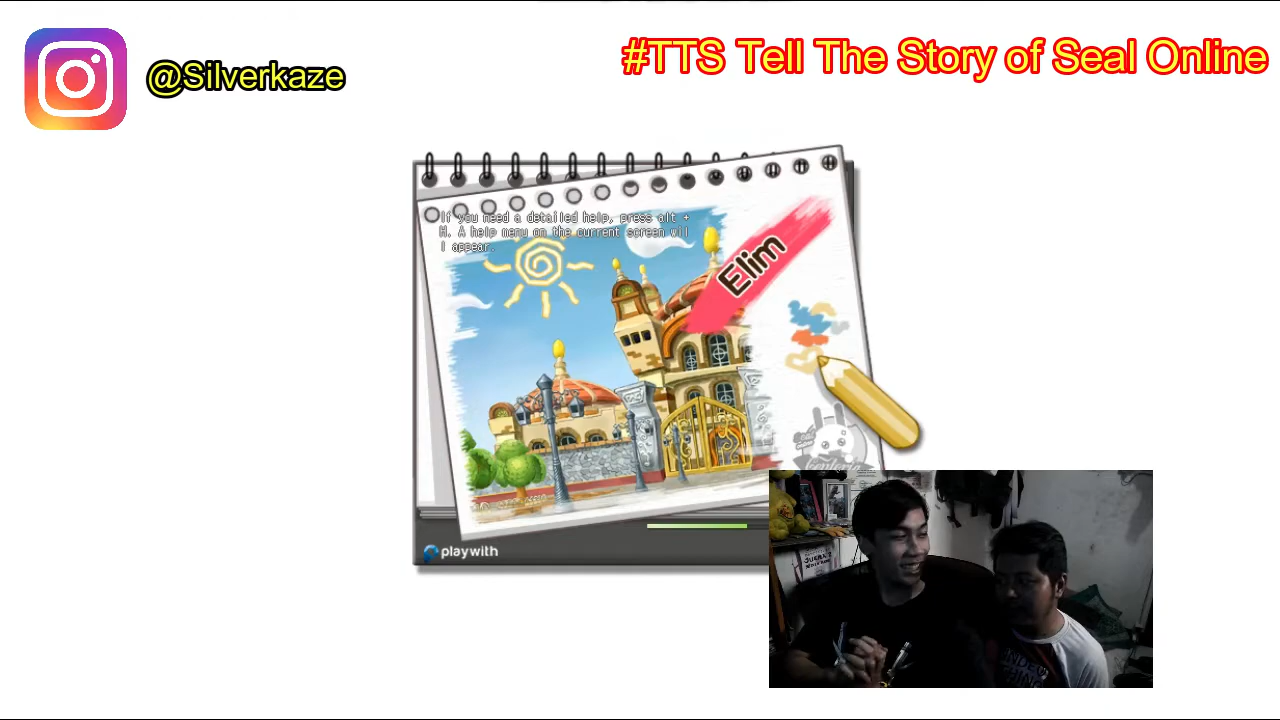 @Silverkaze
#TTS Tell The Story of Seal Online
If you need a detailed help, press alt +
H. A help menu on the current screen wil
l appear.
Elim
playwith